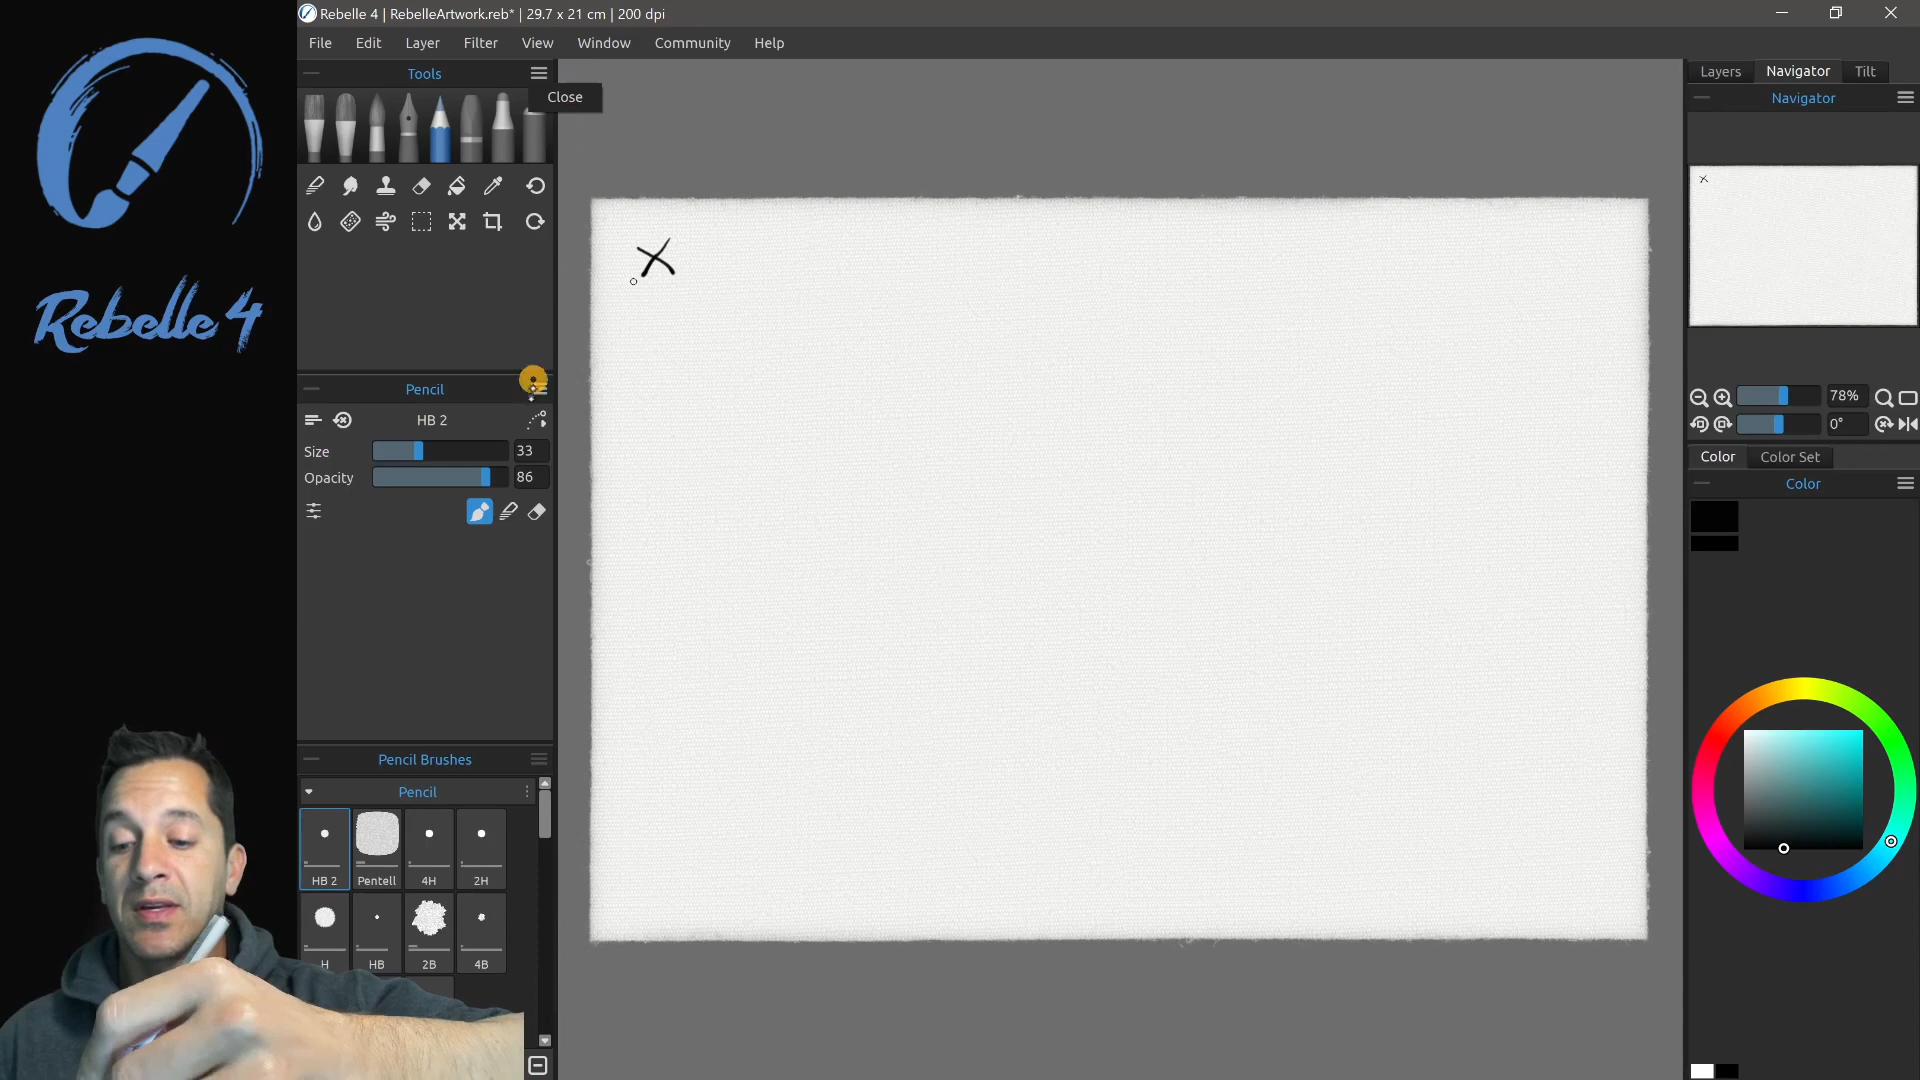 Rebelle 4 | RebelleArtwork.reb* | 29.7 x 21 cm | 200 dpi
File Edit Layer Filter View Window Community Help
Tools
Close
Rebelle 4
Pencil
HB 2
Size 33
Opacity 86
Pencil Brushes
Pencil
HB 2 Pentell 4H 2H
H HB 2B 4B
Layers Navigator Tilt
Navigator
78%
0°
Color Color Set
Color